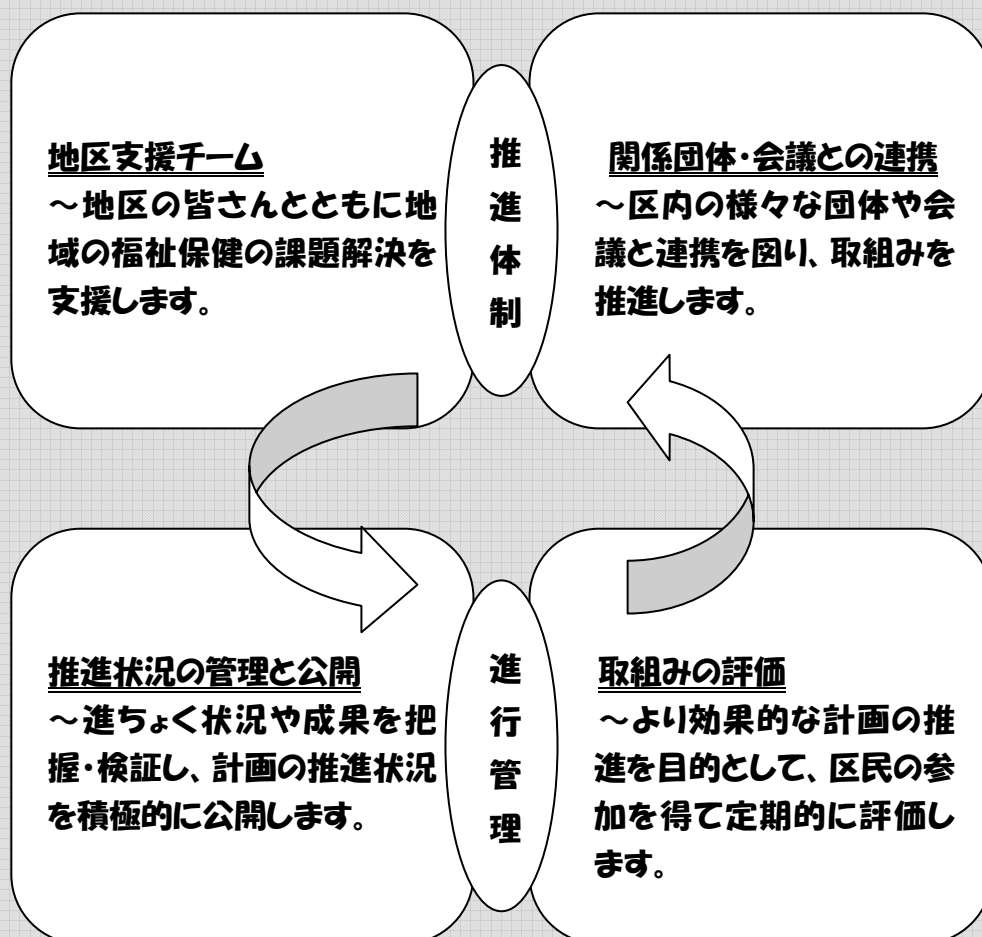 地区支援チーム
～地区の皆さんとともに地
域の福祉保健の課題解決を
支援します。
推進体制
関係団体・会議との連携
～区内の様々な団体や会
議と連携を図り、取組みを
推進します。
推進状況の管理と公開
～進ちょく状況や成果を把
握・検証し、計画の推進状況
を積極的に公開します。
進行管理
取組みの評価
～より効果的な計画の推
進を目的として、区民の参
加を得て定期的に評価し
ます。